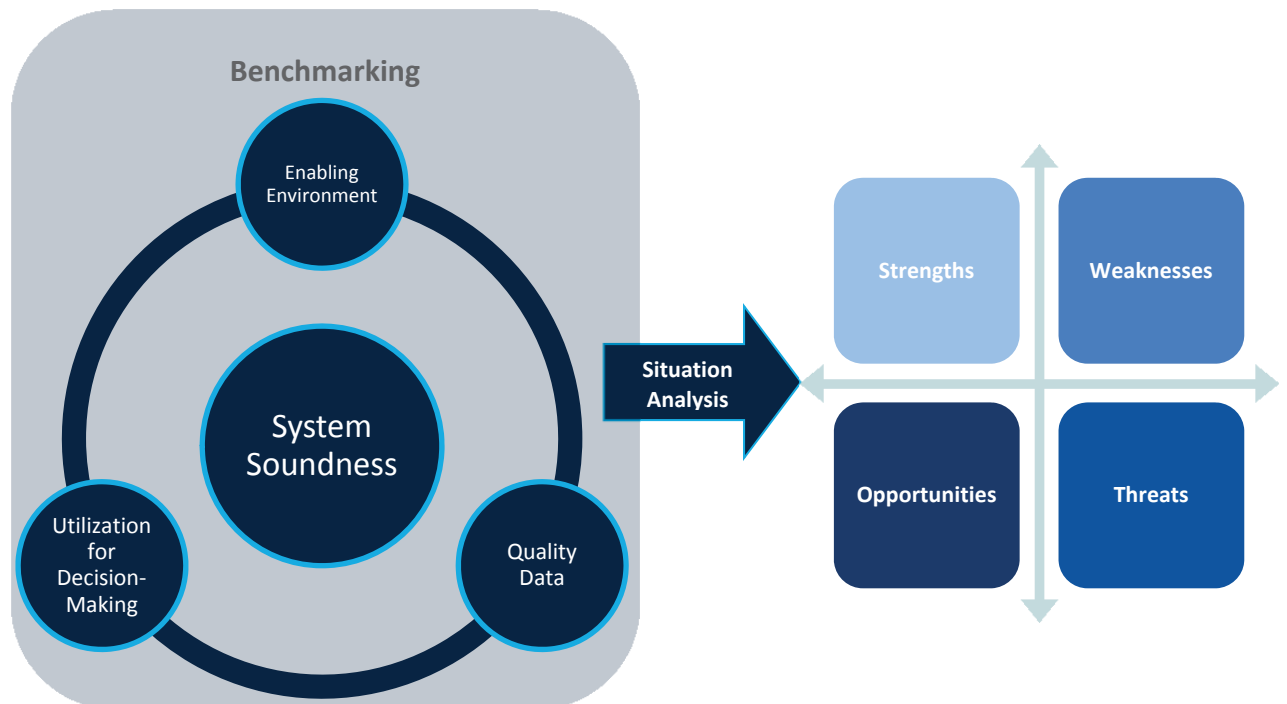 Benchmarking
Enabling
Environment
System
Soundness
Utilization
for
Decision-
Making
Quality
Data
Situation
Analysis
Strengths
Weaknesses
Opportunities
Threats